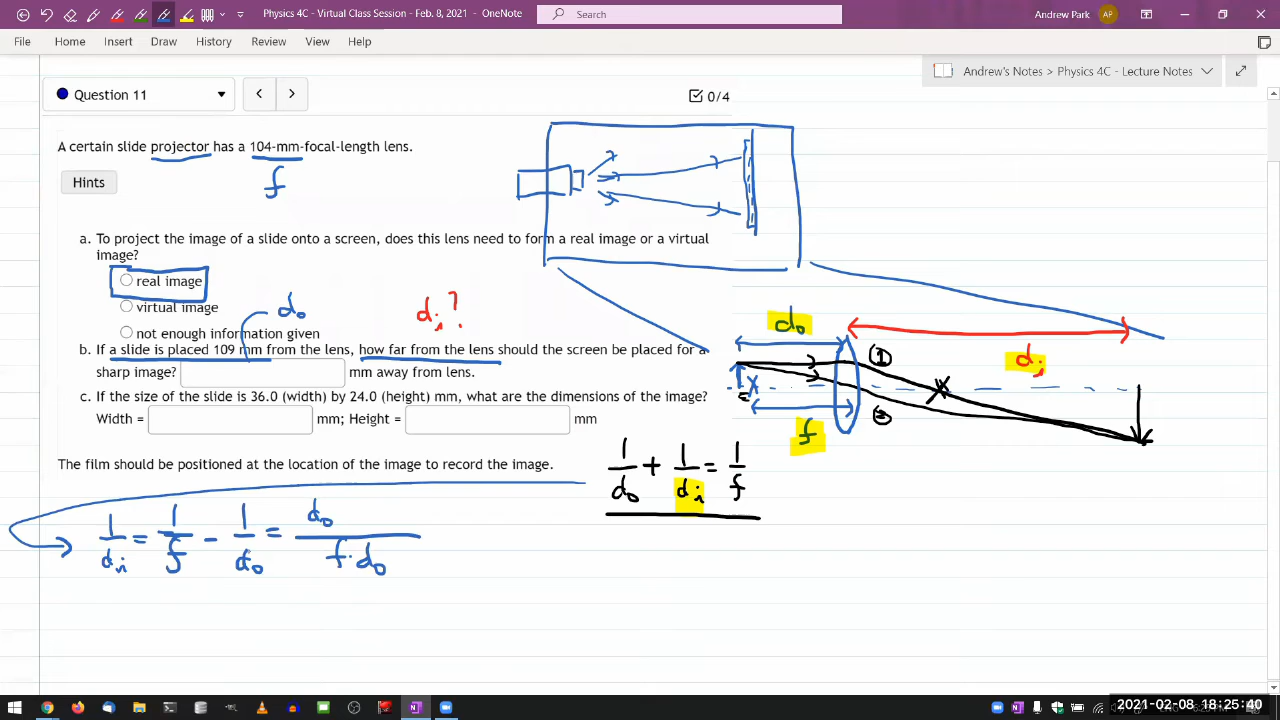 Physics 4C - Virtual Class Session - Feb. 8, 2021 - OneNote
Search
Andrew Park
AP
File Home Insert Draw History Review View Help
Andrew's Notes > Physics 4C - Lecture Notes
Question 11
0/4
A certain slide projector has a 104-mm-focal-length lens.
f
Hints
a. To project the image of a slide onto a screen, does this lens need to form a real image or a virtual
image?
real image
virtual image
do
di?
not enough information given
b. If a slide is placed 109 mm from the lens, how far from the lens should the screen be placed for a
sharp image? mm away from lens.
c. If the size of the slide is 36.0 (width) by 24.0 (height) mm, what are the dimensions of the image?
Width = mm; Height = mm
The film should be positioned at the location of the image to record the image.
do
di
①
②
f
1/do + 1/di = 1/f
1/di = 1/f - 1/do = do/f·do
2021-02-08 18:25:40